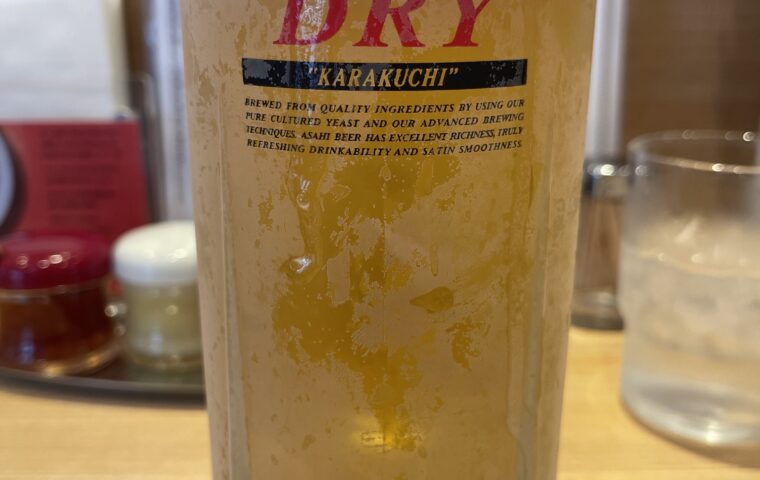 DRY
"KARAKUCHI"
BREWED FROM QUALITY INGREDIENTS BY USING OUR
PURE CULTURED YEAST AND OUR ADVANCED BREWING
TECHNIQUES. ASAHI BEER HAS EXCELLENT RICHNESS, TRULY
REFRESHING DRINKABILITY AND SATIN SMOOTHNESS.